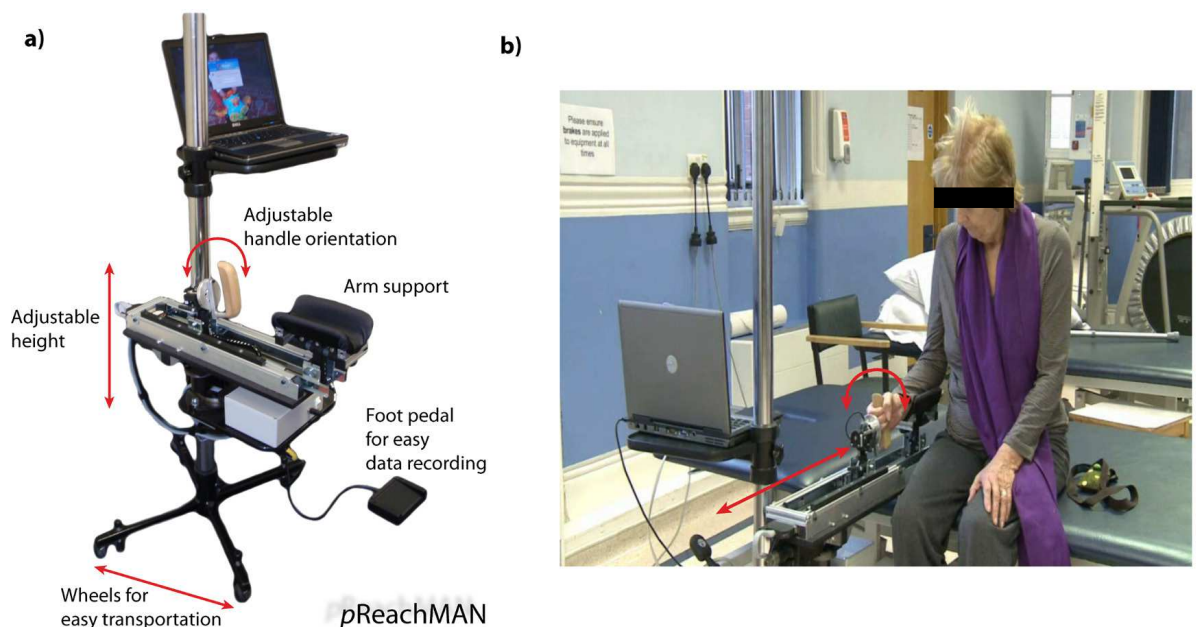 a)
Adjustable
handle orientation
Arm support
Adjustable
height
Foot pedal
for easy
data recording
Wheels for
easy transportation
pReachMAN
b)
Please ensure
brakes are applied
to equipment at all
times